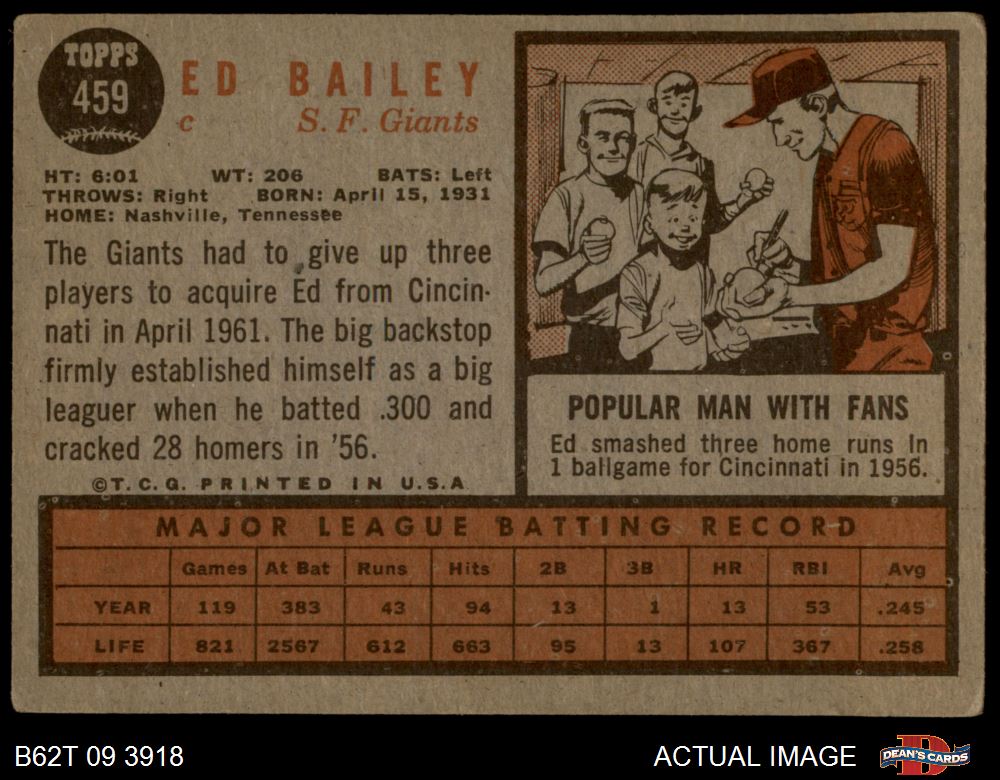 TOPPS
459
ED BAILEY
c S. F. Giants
HT: 6:01 WT: 206 BATS: Left
THROWS: Right BORN: April 15, 1931
HOME: Nashville, Tennessee
The Giants had to give up three
players to acquire Ed from Cincin-
nati in April 1961. The big backstop
firmly established himself as a big
leaguer when he batted .300 and
cracked 28 homers in '56.
©T. C. G. PRINTED IN U.S.A
POPULAR MAN WITH FANS
Ed smashed three home runs in
1 ballgame for Cincinnati in 1956.
MAJOR LEAGUE BATTING RECORD
Games At Bat Runs Hits 2B 3B HR RBI Avg
YEAR 119 383 43 94 13 1 13 53 .245
LIFE 821 2567 612 663 95 13 107 367 .258
B62T 09 3918 ACTUAL IMAGE DEAN'S CARDS